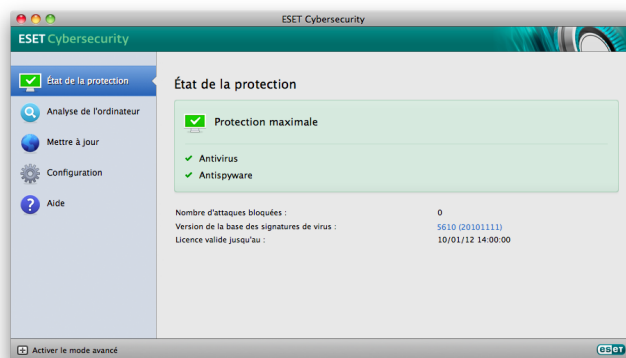 ESET Cybersecurity
ESET Cybersecurity
État de la protection
Analyse de l'ordinateur
Mettre à jour
Configuration
Aide
État de la protection
Protection maximale
Antivirus
Antispyware
Nombre d'attaques bloquées : 0
Version de la base des signatures de virus : 5610 (20101111)
Licence valide jusqu'au : 10/01/12 14:00:00
Activer le mode avancé
eset